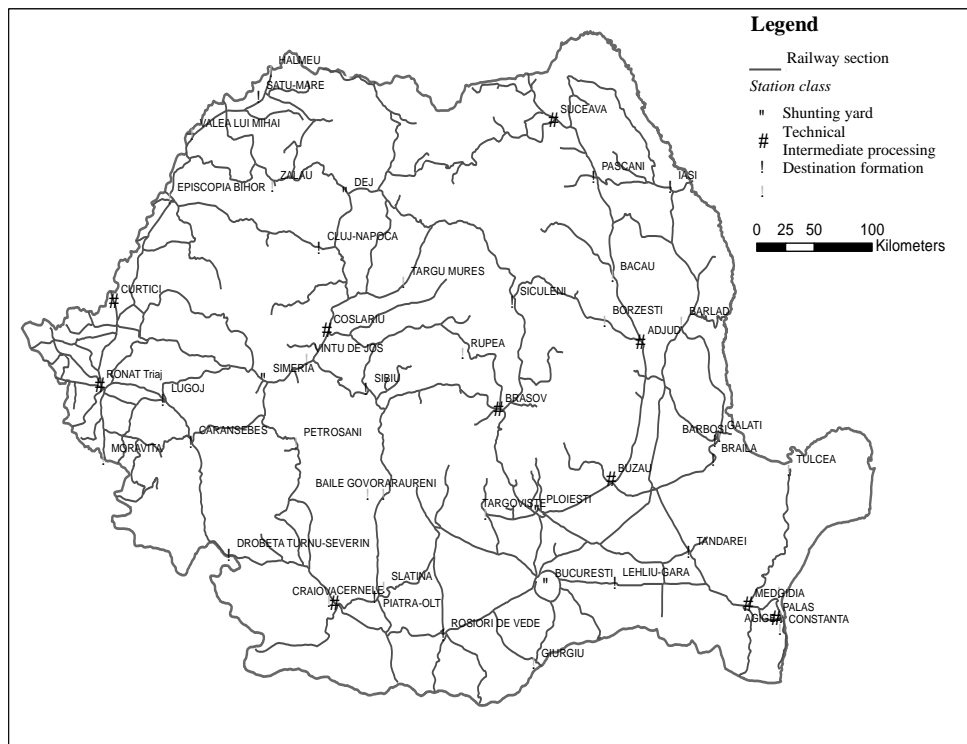 Legend
Railway section
Station class
" Shunting yard
# Technical
Intermediate processing
! Destination formation
!
0 25 50 100
Kilometers
HALMEU
SATU-MARE
!
SUCEAVA
#
VALEA LUI MIHAI
PASCANI
!
IASI
!
ZALAU
!
EPISCOPIA BIHOR
DEJ
"
CLUJ-NAPOCA
!
TARGU MURES
!
BACAU
!
CURTICI
#
SICULENI
!
BORZESTI
!
BARLAD
!
COSLARIU
#
ADJUD
#
VINTU DE JOS
!
RUPEA
!
SIMERIA
"
RONAT Triaj
#
LUGOJ
!
SIBIU
!
BRASOV
#
CARANSEBES
!
PETROSANI
!
BARBOSI
GALATI
!
BRAILA
!
MORAVITA
!
TULCEA
!
BUZAU
#
BAILE GOVORA
!
RAURENI
!
TARGOVISTE
!
PLOIESTI
"
DROBETA TURNU-SEVERIN
!
TANDAREI
!
SLATINA
!
BUCURESTI
"
LEHLIU-GARA
!
CRAIOVA
#
CERNELE
PIATRA-OLT
!
MEDGIDIA
#
PALAS
#
AGIGEA
CONSTANTA
!
ROSIORI DE VEDE
!
GIURGIU
!